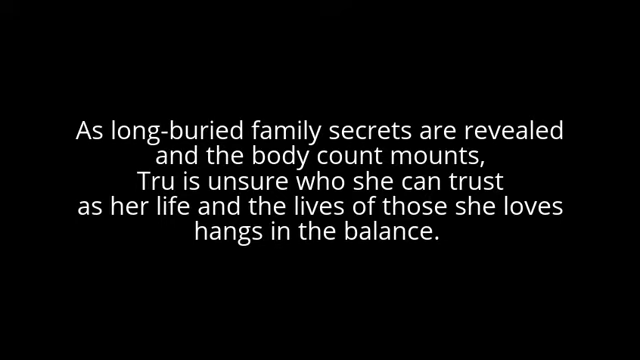 As long-buried family secrets are revealed
and the body count mounts,
Tru is unsure who she can trust
as her life and the lives of those she loves
hangs in the balance.